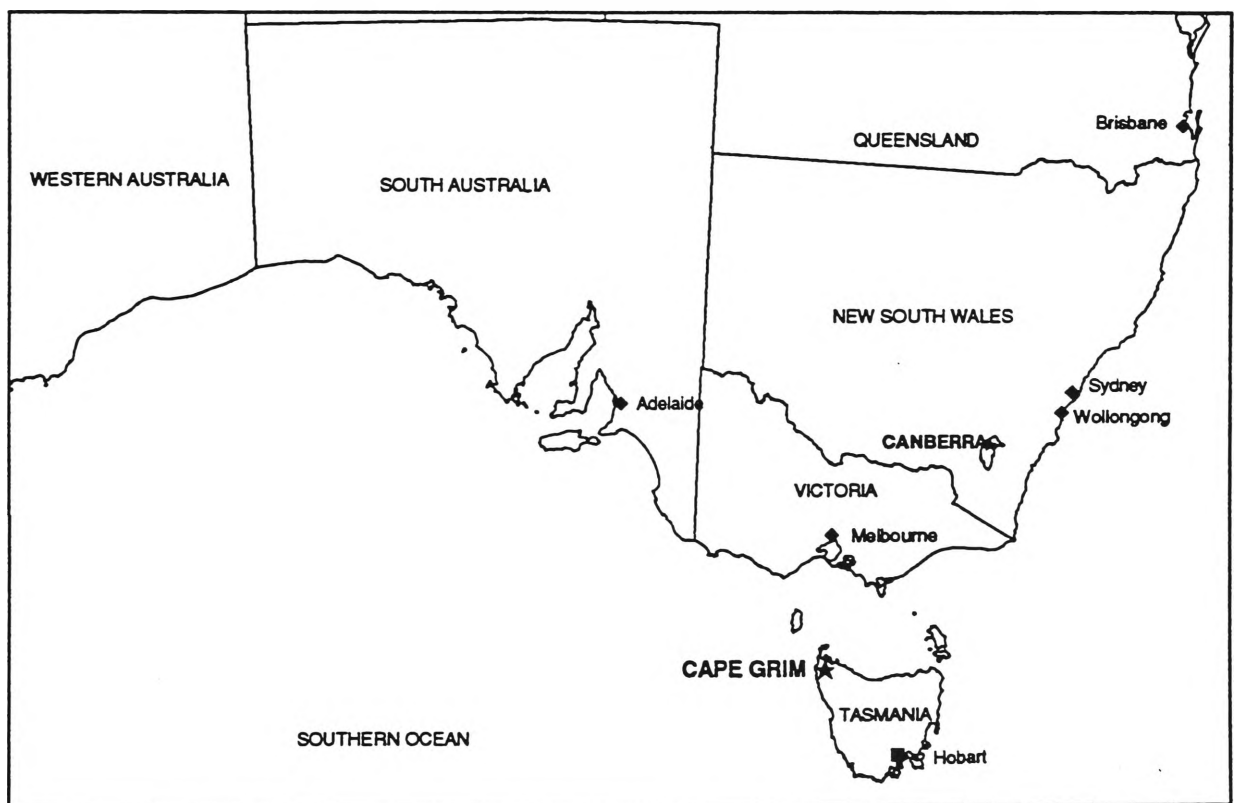 Brisbane
QUEENSLAND
WESTERN AUSTRALIA
SOUTH AUSTRALIA
NEW SOUTH WALES
Sydney
Adelaide
Wollongong
CANBERRA
VICTORIA
Melbourne
CAPE GRIM
TASMANIA
SOUTHERN OCEAN
Hobart